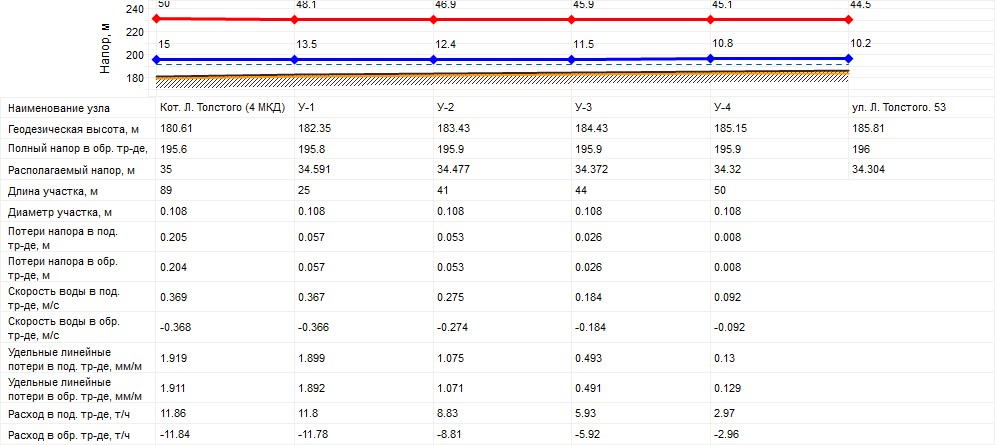 240
220
200
180
Напор, м
50 48.1 46.9 45.9 45.1 44.5
15 13.5 12.4 11.5 10.8 10.2
Наименование узла Кот. Л. Толстого (4 МКД) У-1 У-2 У-3 У-4 ул. Л. Толстого. 53
Геодезическая высота, м 180.61 182.35 183.43 184.43 185.15 185.81
Полный напор в обр. тр-де, 195.6 195.8 195.9 195.9 195.9 196
Располагаемый напор, м 35 34.591 34.477 34.372 34.32 34.304
Длина участка, м 89 25 41 44 50
Диаметр участка, м 0.108 0.108 0.108 0.108 0.108
Потери напора в под.
тр-де, м 0.205 0.057 0.053 0.026 0.008
Потери напора в обр.
тр-де, м 0.204 0.057 0.053 0.026 0.008
Скорость воды в под.
тр-де, м/с 0.369 0.367 0.275 0.184 0.092
Скорость воды в обр.
тр-де, м/с -0.368 -0.366 -0.274 -0.184 -0.092
Удельные линейные
потери в под. тр-де, мм/м 1.919 1.899 1.075 0.493 0.13
Удельные линейные
потери в обр. тр-де, мм/м 1.911 1.892 1.071 0.491 0.129
Расход в под. тр-де, т/ч 11.86 11.8 8.83 5.93 2.97
Расход в обр. тр-де, т/ч -11.84 -11.78 -8.81 -5.92 -2.96